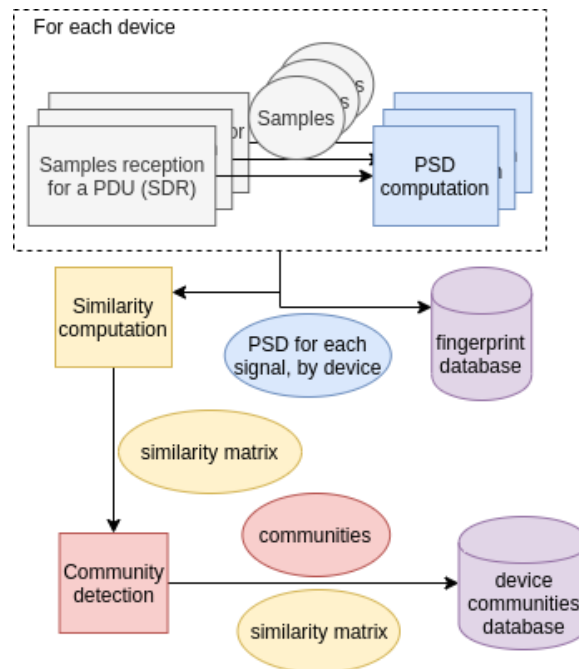 For each device
Samples
Samples reception
for a PDU (SDR)
PSD
computation
Similarity
computation
PSD for each
signal, by device
fingerprint
database
similarity matrix
communities
Community
detection
device
communities
database
similarity matrix